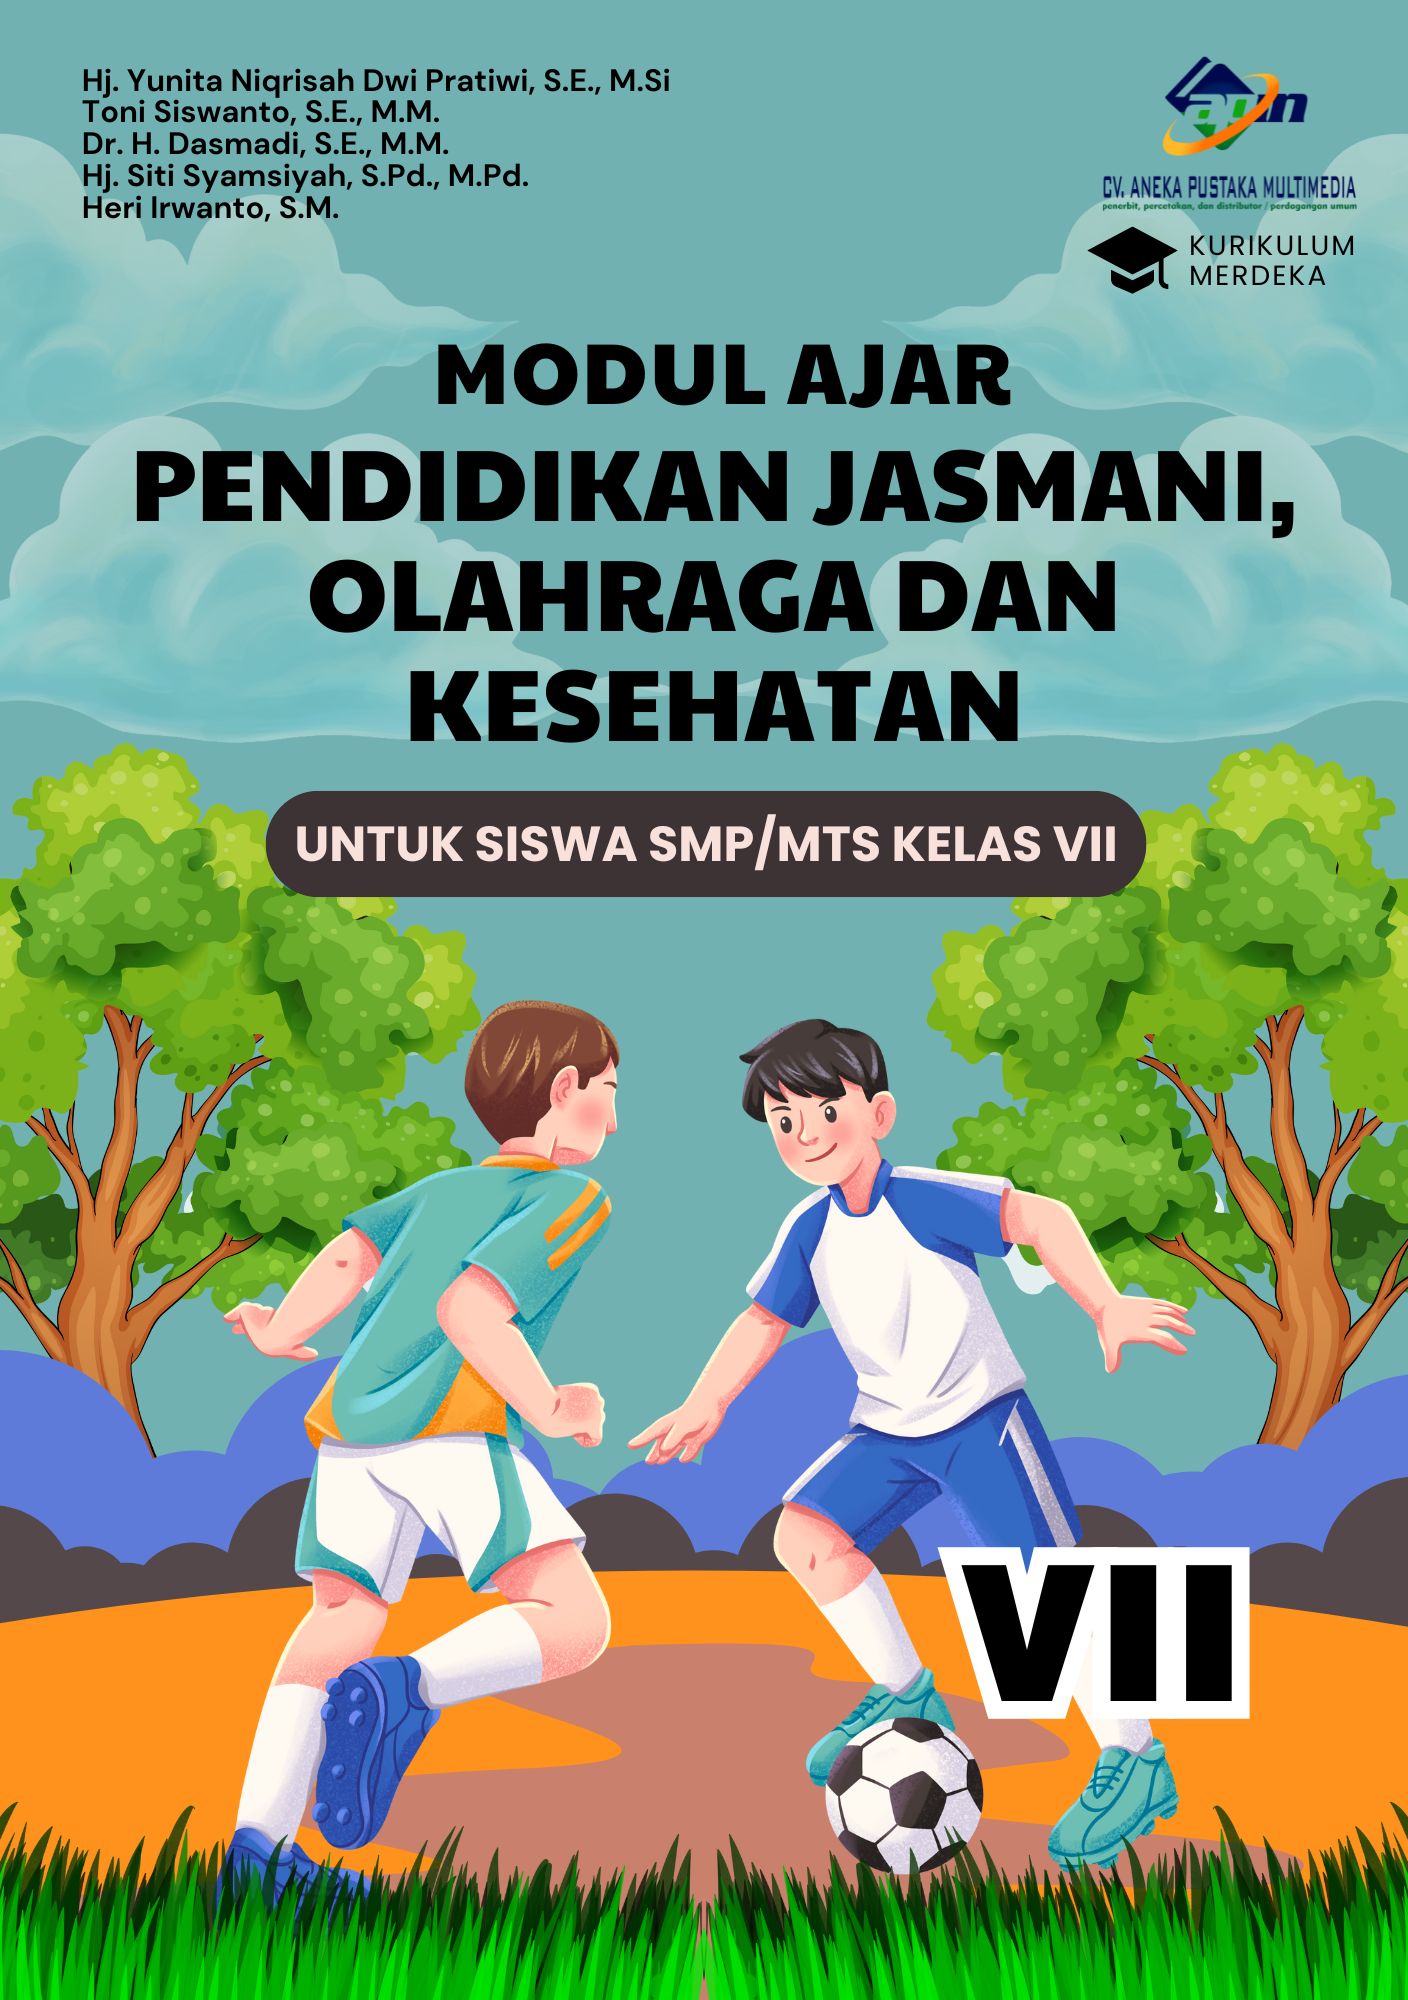 Hj. Yunita Niqrisah Dwi Pratiwi, S.E., M.Si
Toni Siswanto, S.E., M.M.
Dr. H. Dasmadi, S.E., M.M.
Hj. Siti Syamsiyah, S.Pd., M.Pd.
Heri Irwanto, S.M.
apm
CV. ANEKA PUSTAKA MULTIMEDIA
penerbit, percetakan, dan distributor / perdagangan umum
KURIKULUM
MERDEKA
MODUL AJAR
PENDIDIKAN JASMANI,
OLAHRAGA DAN
KESEHATAN
UNTUK SISWA SMP/MTS KELAS VII
VII